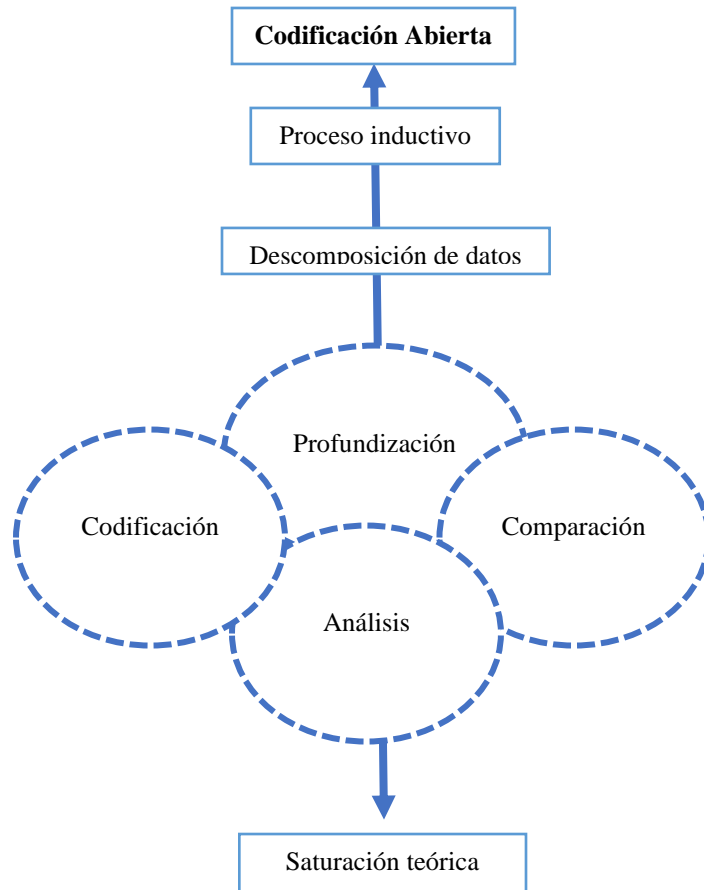 Codificación Abierta
Proceso inductivo
Descomposición de datos
Profundización
Codificación
Comparación
Análisis
Saturación teórica